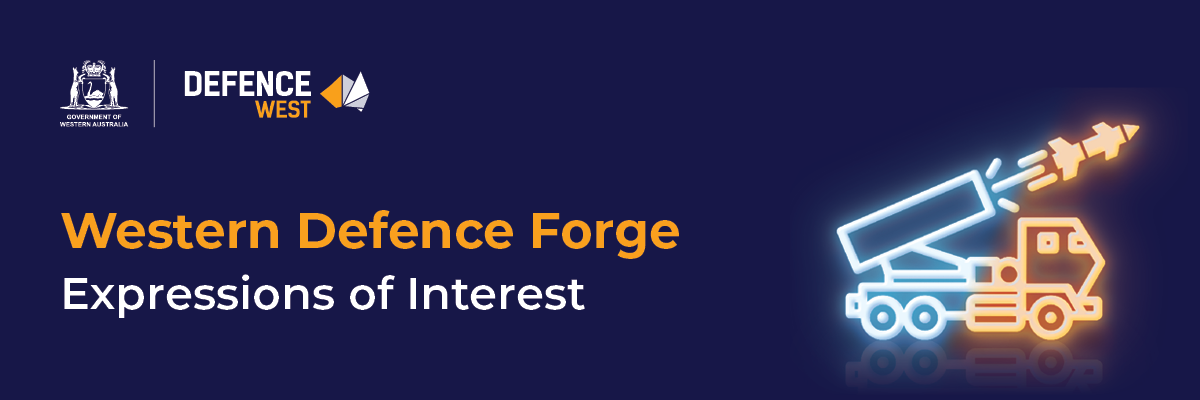 GOVERNMENT OF
WESTERN AUSTRALIA
DEFENCE
WEST
Western Defence Forge
Expressions of Interest